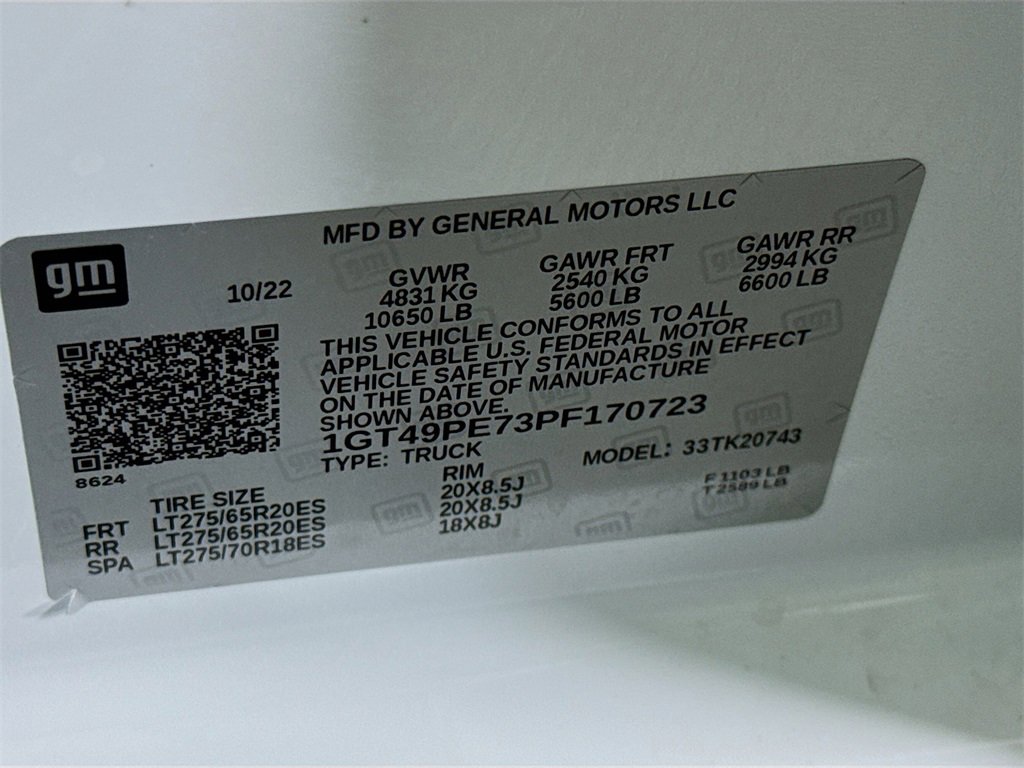 MFD BY GENERAL MOTORS LLC
gm
10/22
GVWR GAWR FRT GAWR RR
4831 KG 2540 KG 2994 KG
10650 LB 5600 LB 6600 LB
THIS VEHICLE CONFORMS TO ALL
APPLICABLE U.S. FEDERAL MOTOR
VEHICLE SAFETY STANDARDS IN EFFECT
ON THE DATE OF MANUFACTURE
SHOWN ABOVE.
1GT49PE73PF170723
TYPE: TRUCK MODEL: 33TK20743
8624
TIRE SIZE RIM
FRT LT275/65R20ES 20X8.5J
RR LT275/65R20ES 20X8.5J
SPA LT275/70R18ES 18X8J
F 1103 LB
T 2589 LB